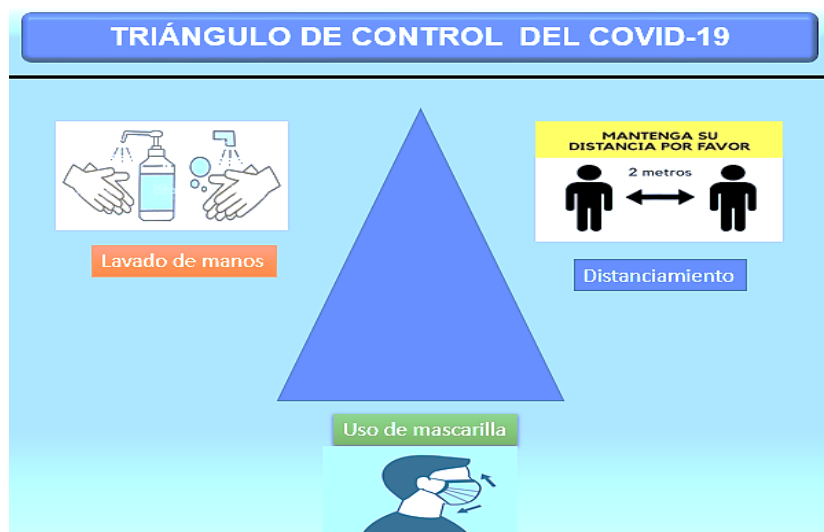 TRIÁNGULO DE CONTROL DEL COVID-19
MANTENGA SU
DISTANCIA POR FAVOR
2 metros
Lavado de manos
Distanciamiento
Uso de mascarilla